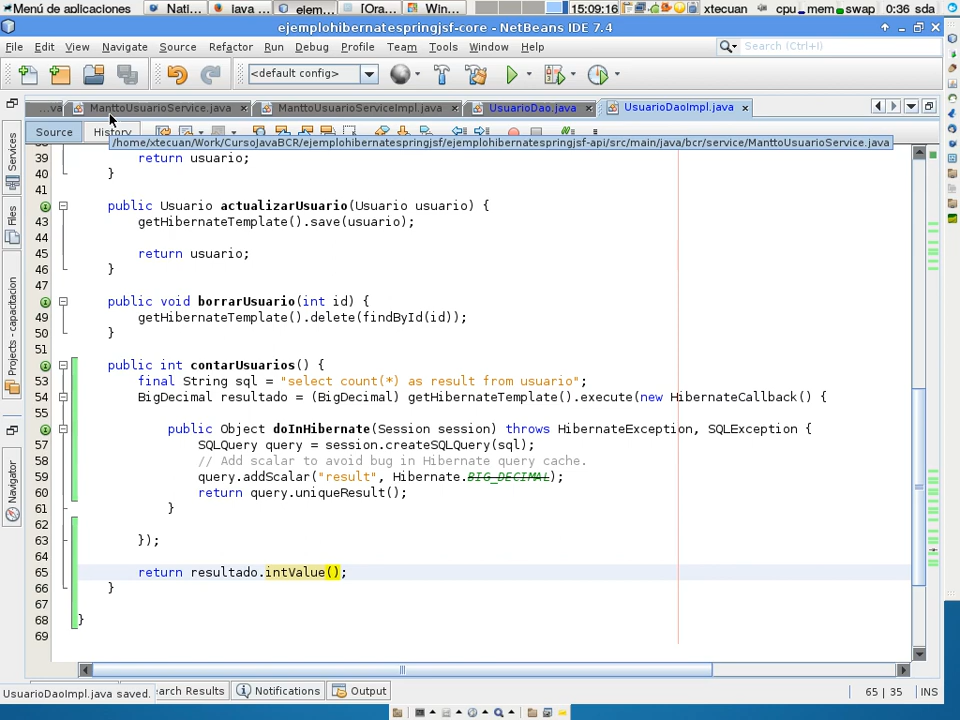 Menú de aplicaciones Natl... lava ... elem... [Ora... Win... 15:09:16 xtecuan cpu mem swap 0:36 sda
ejemplohibernatespringjsf-core - NetBeans IDE 7.4
File Edit View Navigate Source Refactor Run Debug Profile Team Tools Window Help Search (Ctrl+I)
<default config>
...va ManttoUsuarioService.java ManttoUsuarioServiceImpl.java UsuarioDao.java UsuarioDaoImpl.java
Source History
/home/xtecuan/Work/CursoJavaBCR/ejemplohibernatespringjsf/ejemplohibernatespringjsf-api/src/main/java/bcr/service/ManttoUsuarioService.java
Services
Files
Projects - capacitacion
Navigator
39 return usuario;
40 }
41
public Usuario actualizarUsuario(Usuario usuario) {
43 getHibernateTemplate().save(usuario);
44
45 return usuario;
46 }
47
public void borrarUsuario(int id) {
49 getHibernateTemplate().delete(findById(id));
50 }
51
public int contarUsuarios() {
53 final String sql = "select count(*) as result from usuario";
54 BigDecimal resultado = (BigDecimal) getHibernateTemplate().execute(new HibernateCallback() {
55
public Object doInHibernate(Session session) throws HibernateException, SQLException {
57 SQLQuery query = session.createSQLQuery(sql);
58 // Add scalar to avoid bug in Hibernate query cache.
59 query.addScalar("result", Hibernate.BIG_DECIMAL);
60 return query.uniqueResult();
61 }
62
63 });
64
65 return resultado.intValue();
66 }
67
68 }
69
UsuarioDaoImpl.java saved. arch Results Notifications Output 65 | 35 INS